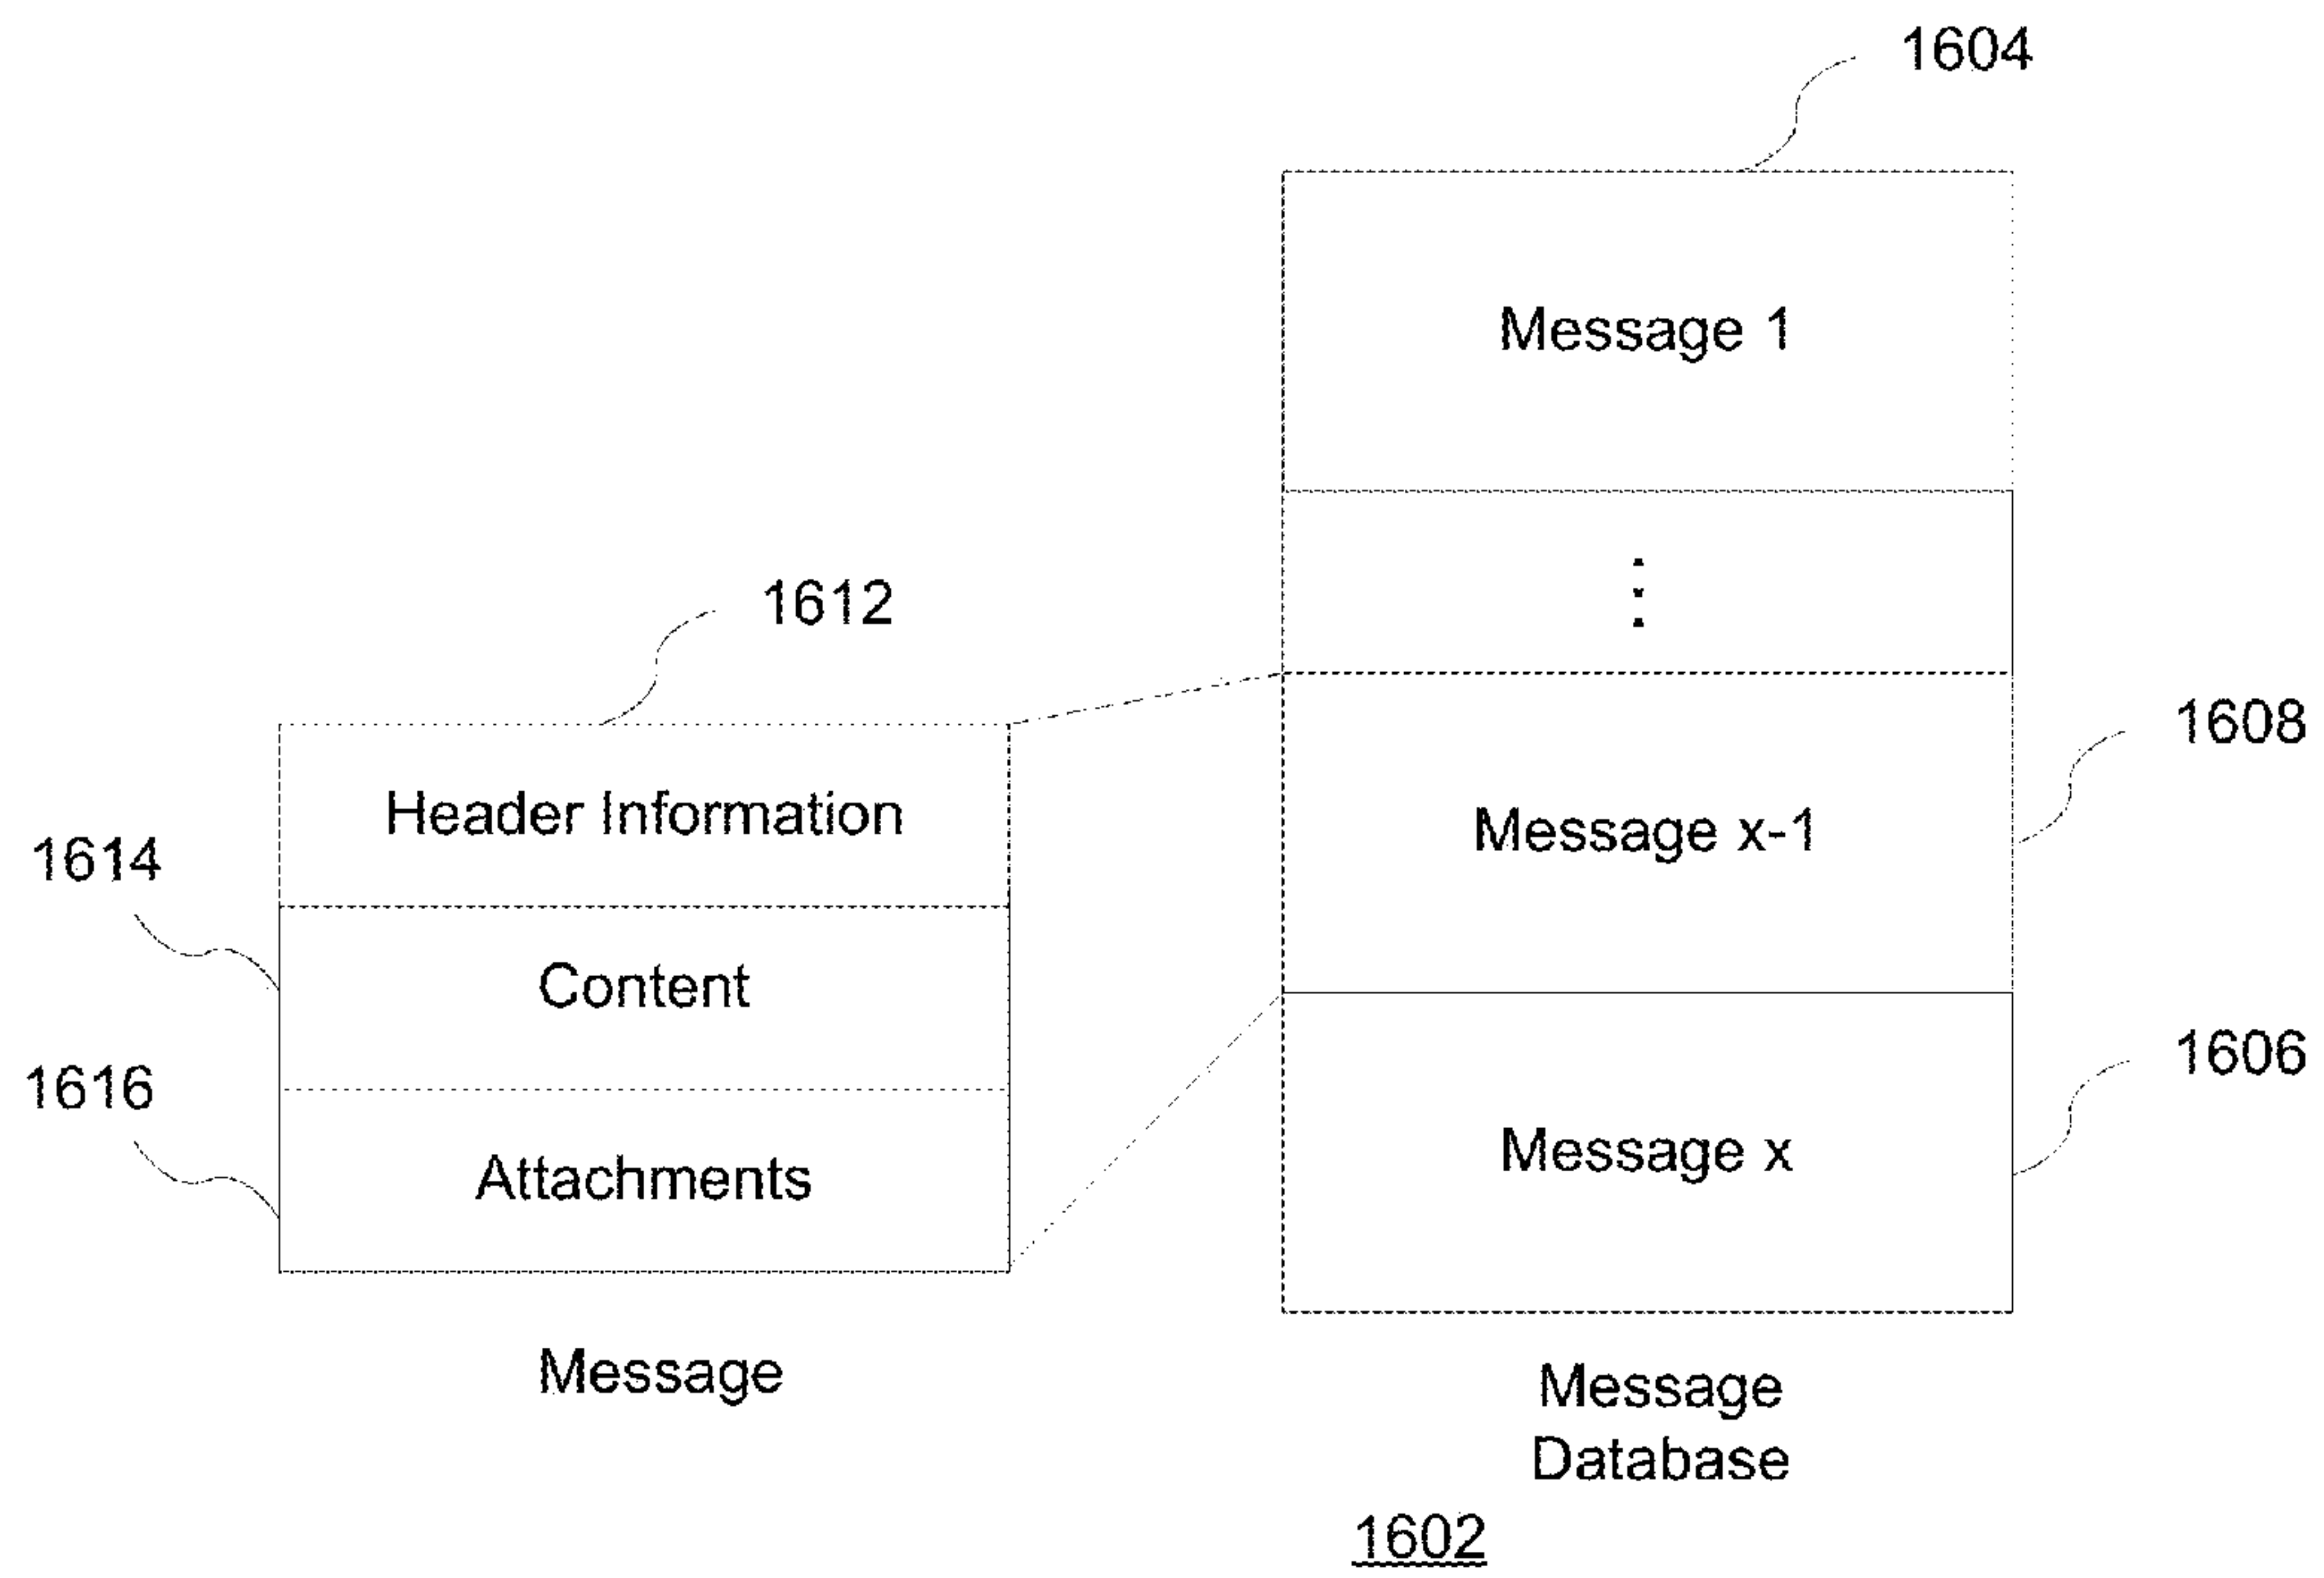 1604
Message 1
⋮
1612
1608
Header Information
Message x-1
1614
Content
1606
1616
Message x
Attachments
Message
Message
Database
1602